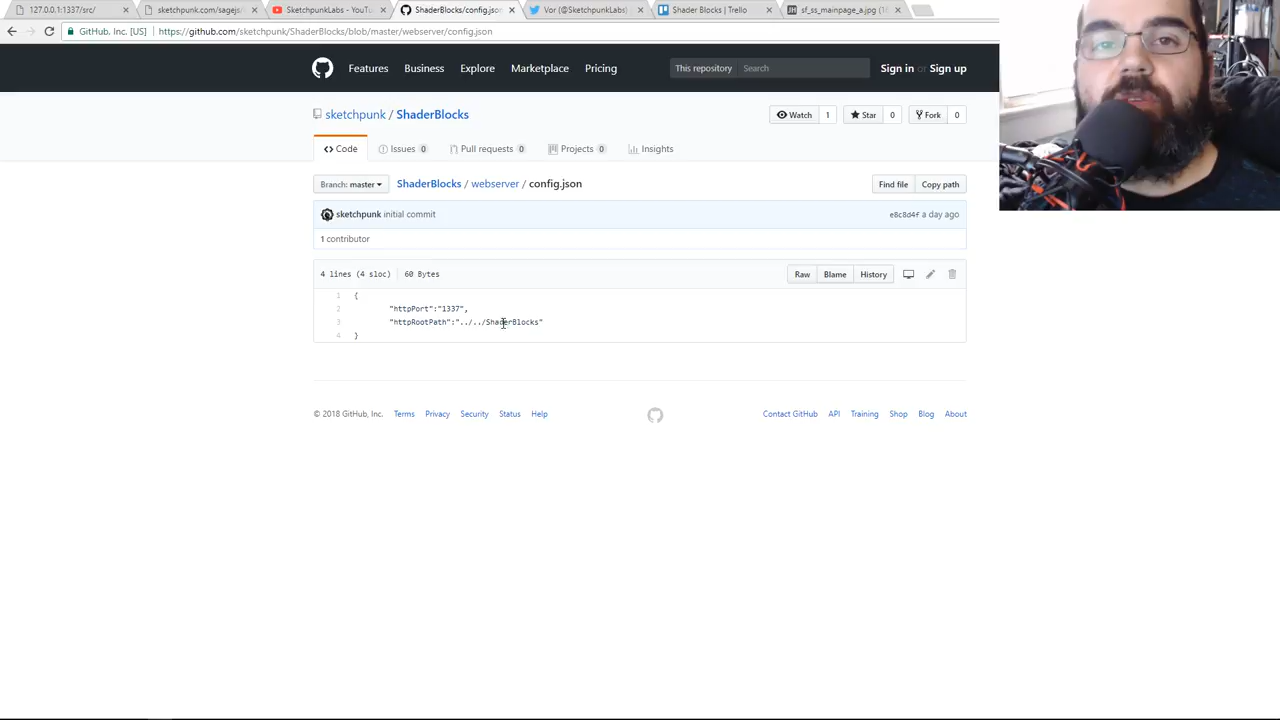 127.0.0.1:1337/src/
sketchpunk.com/sagejs/
SketchpunkLabs - YouTu
ShaderBlocks/config.jso
Vor (@SketchpunkLabs)
Shader Blocks | Trello
sf_ss_mainpage_a.jpg (1
GitHub, Inc. [US] https://github.com/sketchpunk/ShaderBlocks/blob/master/webserver/config.json
Features Business Explore Marketplace Pricing This repository Search Sign in or Sign up
sketchpunk / ShaderBlocks Watch 1 Star 0 Fork 0
Code Issues 0 Pull requests 0 Projects 0 Insights
Branch: master ShaderBlocks / webserver / config.json Find file Copy path
sketchpunk initial commit e8c8d4f a day ago
1 contributor
4 lines (4 sloc) 60 Bytes Raw Blame History
1 {
2 "httpPort":"1337",
3 "httpRootPath":"../../ShaderBlocks"
4 }
© 2018 GitHub, Inc. Terms Privacy Security Status Help Contact GitHub API Training Shop Blog About